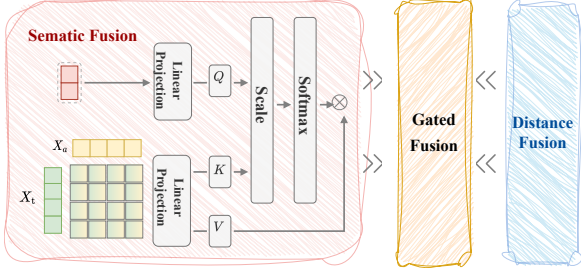 Sematic Fusion
Linear
Projection
Q
Scale
Softmax
X_a
X_t
Linear
Projection
K
V
Gated
Fusion
Distance
Fusion